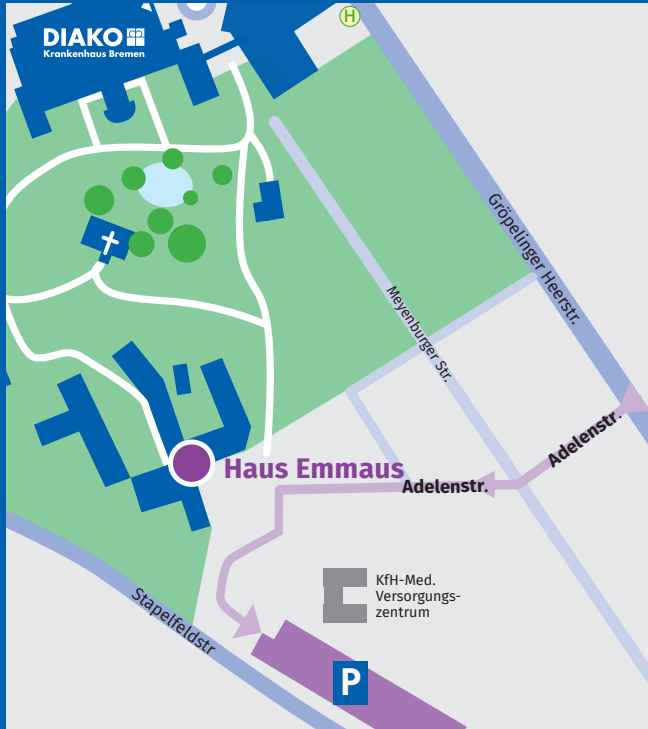 H
DIAKO
Krankenhaus Bremen
Gröpelinger Heerstr.
Meyenburger Str.
Adelenstr.
Haus Emmaus
Adelenstr.
KfH-Med.
Versorgungs-
zentrum
Stapelfeldstr
P